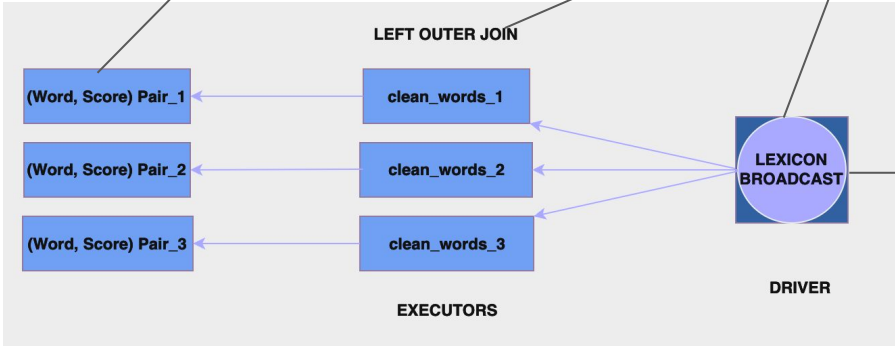 LEFT OUTER JOIN
(Word, Score) Pair_1
clean_words_1
(Word, Score) Pair_2
clean_words_2
LEXICON
BROADCAST
(Word, Score) Pair_3
clean_words_3
DRIVER
EXECUTORS